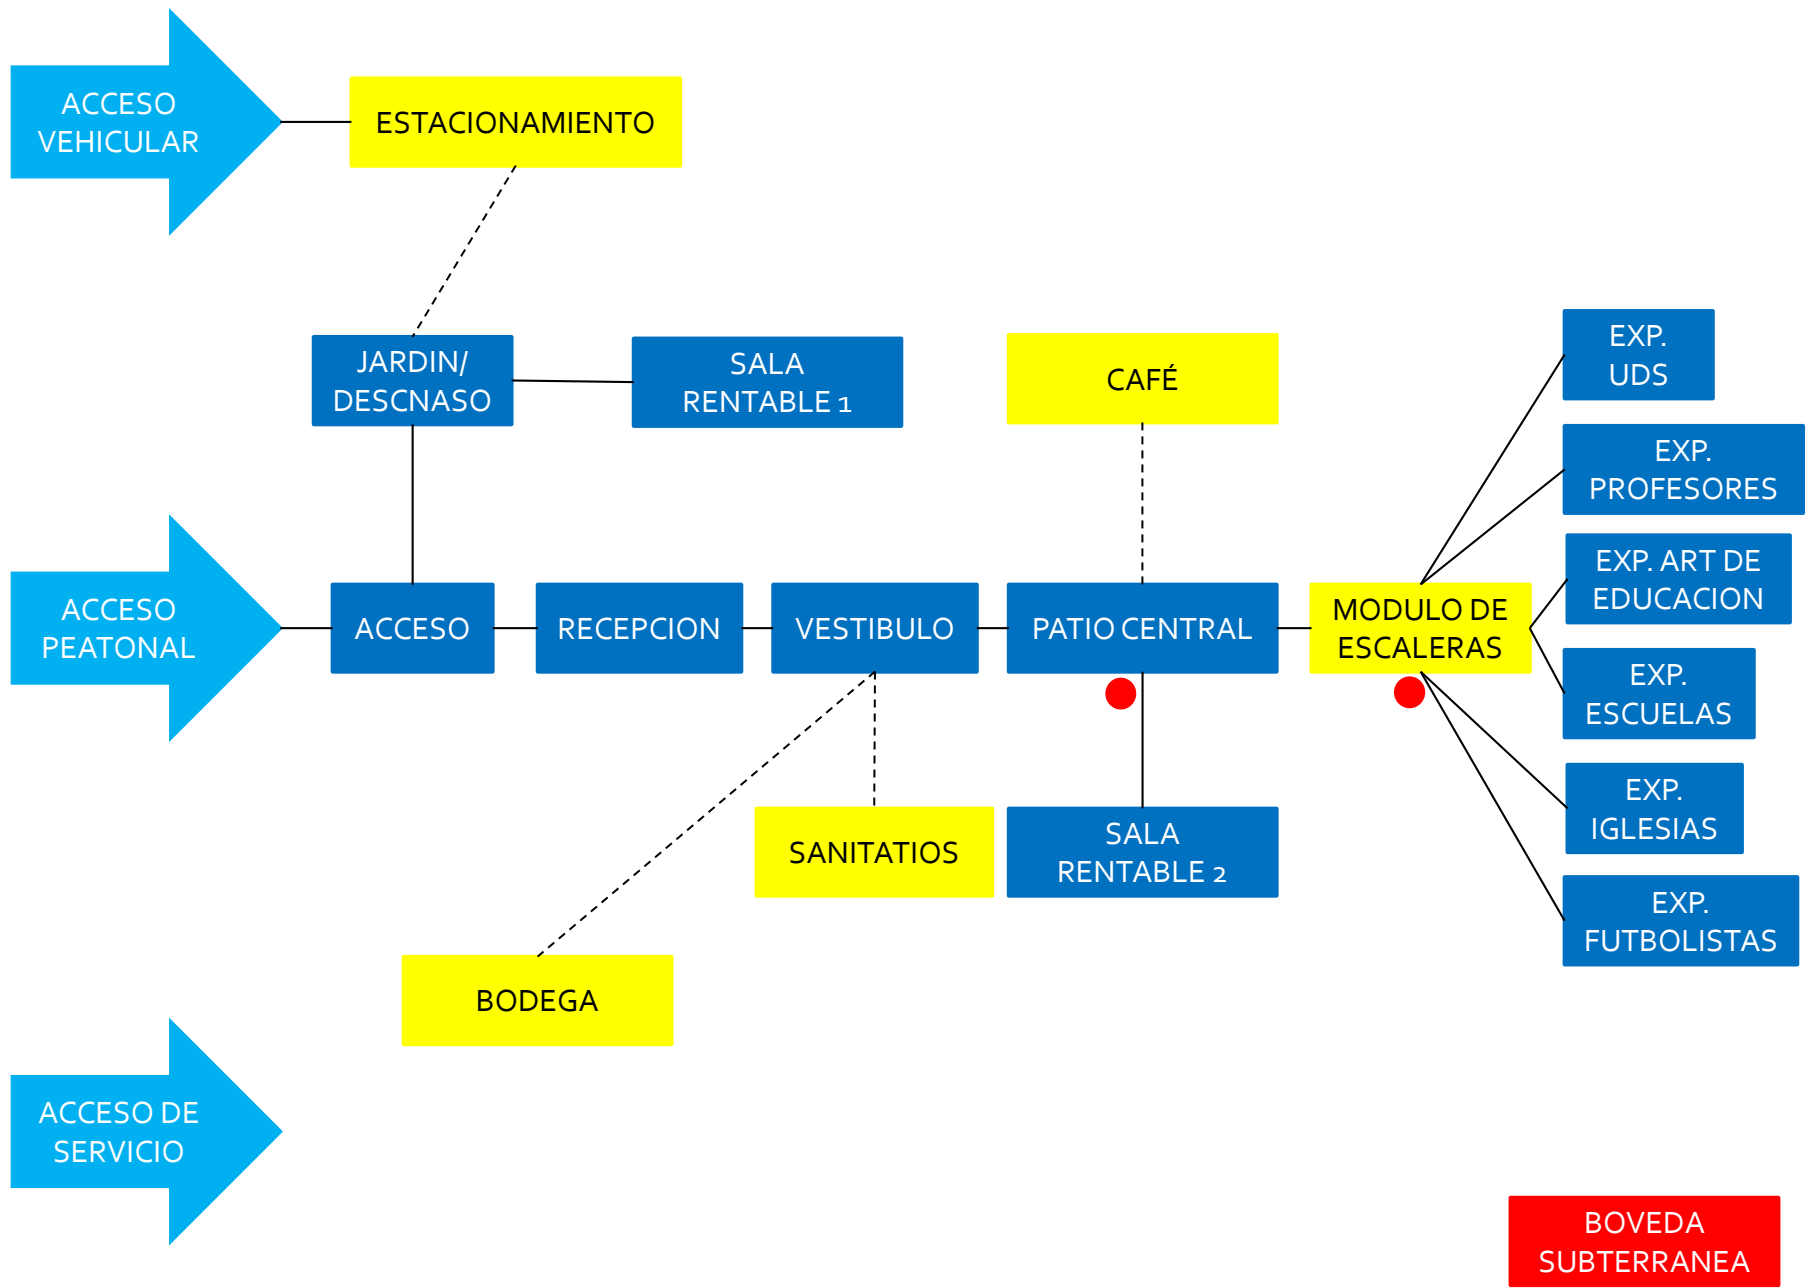 ACCESO
VEHICULAR
ESTACIONAMIENTO
JARDIN/
DESCNASO
SALA
RENTABLE 1
CAFÉ
EXP.
UDS
EXP.
PROFESORES
EXP. ART DE
EDUCACION
EXP.
ESCUELAS
EXP.
IGLESIAS
EXP.
FUTBOLISTAS
ACCESO
PEATONAL
ACCESO
RECEPCION
VESTIBULO
PATIO CENTRAL
MODULO DE
ESCALERAS
SANITATIOS
SALA
RENTABLE 2
BODEGA
ACCESO DE
SERVICIO
BOVEDA
SUBTERRANEA